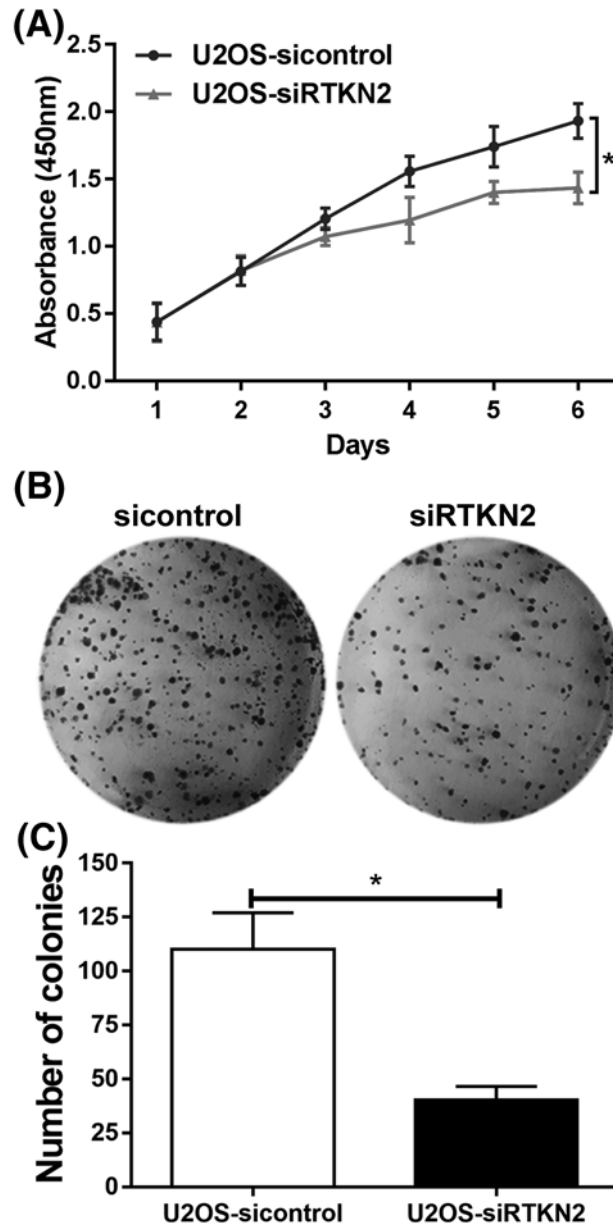 (A)
U2OS-sicontrol
U2OS-siRTKN2
Absorbance (450nm)
2.5
2.0
1.5
1.0
0.5
0.0
*
1 2 3 4 5 6
Days
(B)
sicontrol siRTKN2
(C)
Number of colonies
150
125
100
75
50
25
0
*
U2OS-sicontrol U2OS-siRTKN2